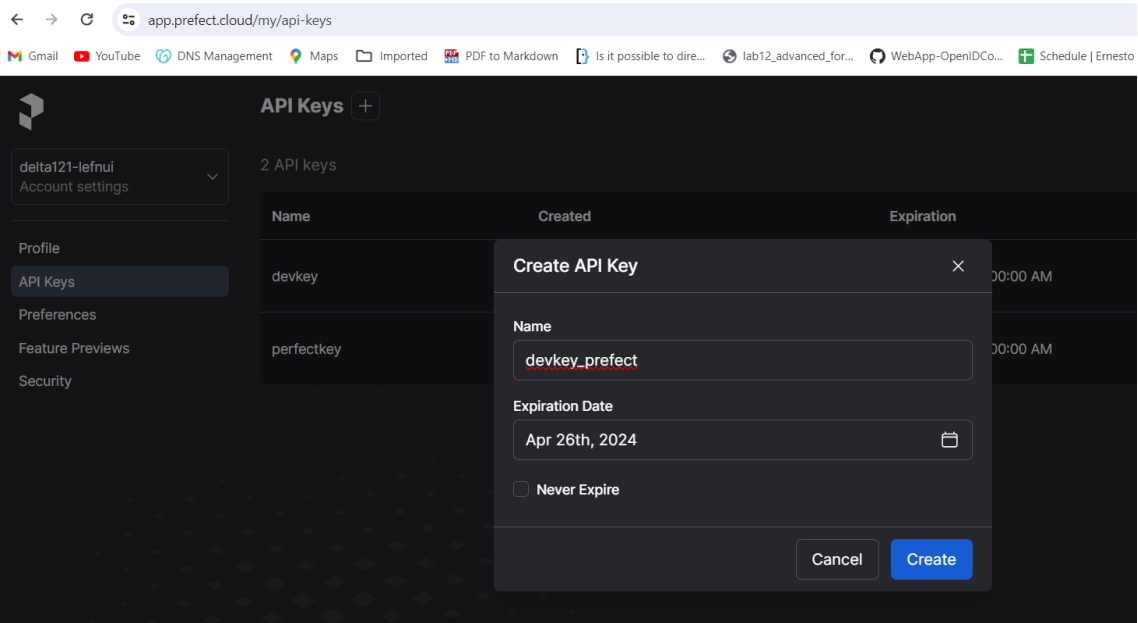 app.prefect.cloud/my/api-keys
Gmail YouTube DNS Management Maps Imported PDF to Markdown Is it possible to dire... lab12_advanced_for... WebApp-OpenIDCo... Schedule | Ernesto
API Keys +
delta121-lefnui
Account settings
2 API keys
Name Created Expiration
Profile
API Keys
Preferences
Feature Previews
Security
devkey 00:00 AM
perfectkey 00:00 AM
Create API Key
Name
devkey_prefect
Expiration Date
Apr 26th, 2024
Never Expire
Cancel Create